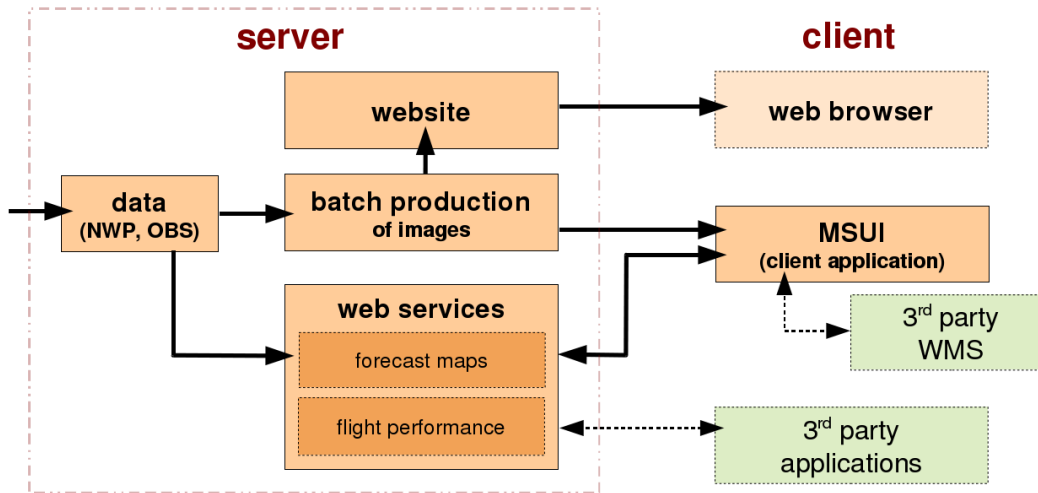 server
client
website
web browser
data
(NWP, OBS)
batch production
of images
MSUI
(client application)
web services
forecast maps
flight performance
3rd party
WMS
3rd party
applications